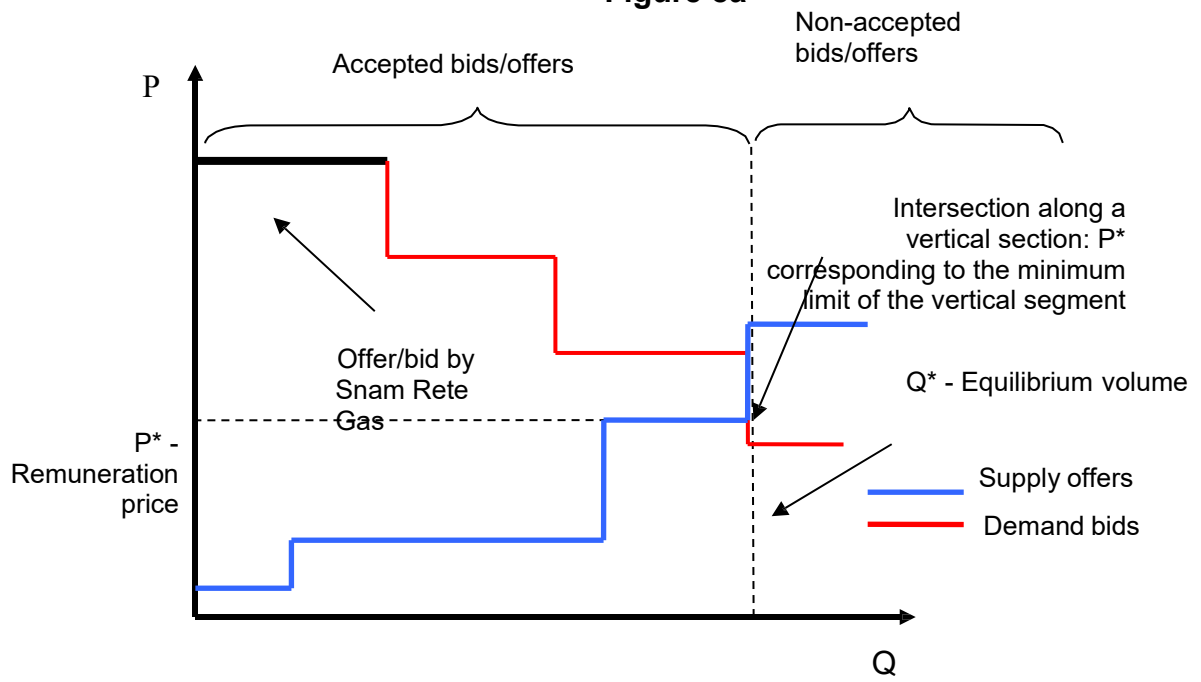 Non-accepted
bids/offers
Accepted bids/offers
P
Intersection along a
vertical section: P*
corresponding to the minimum
limit of the vertical segment
Offer/bid by
Snam Rete
Gas
Q* - Equilibrium volume
P* -
Remuneration
price
Supply offers
Demand bids
Q